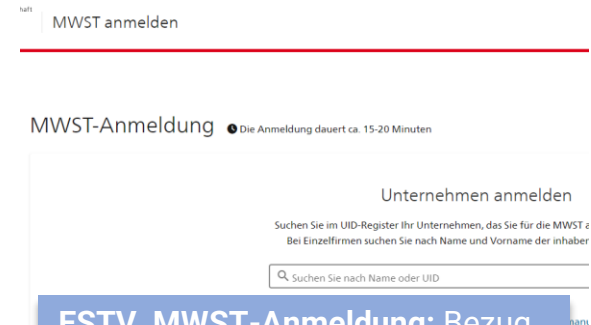 haft
MWST anmelden
MWST-Anmeldung Die Anmeldung dauert ca. 15-20 Minuten
Unternehmen anmelden
Suchen Sie im UID-Register Ihr Unternehmen, das Sie für die MWST a
Bei Einzelfirmen suchen Sie nach Name und Vorname der inhaber
Suchen Sie nach Name oder UID
ESTV, MWST-Anmeldung: Bezug